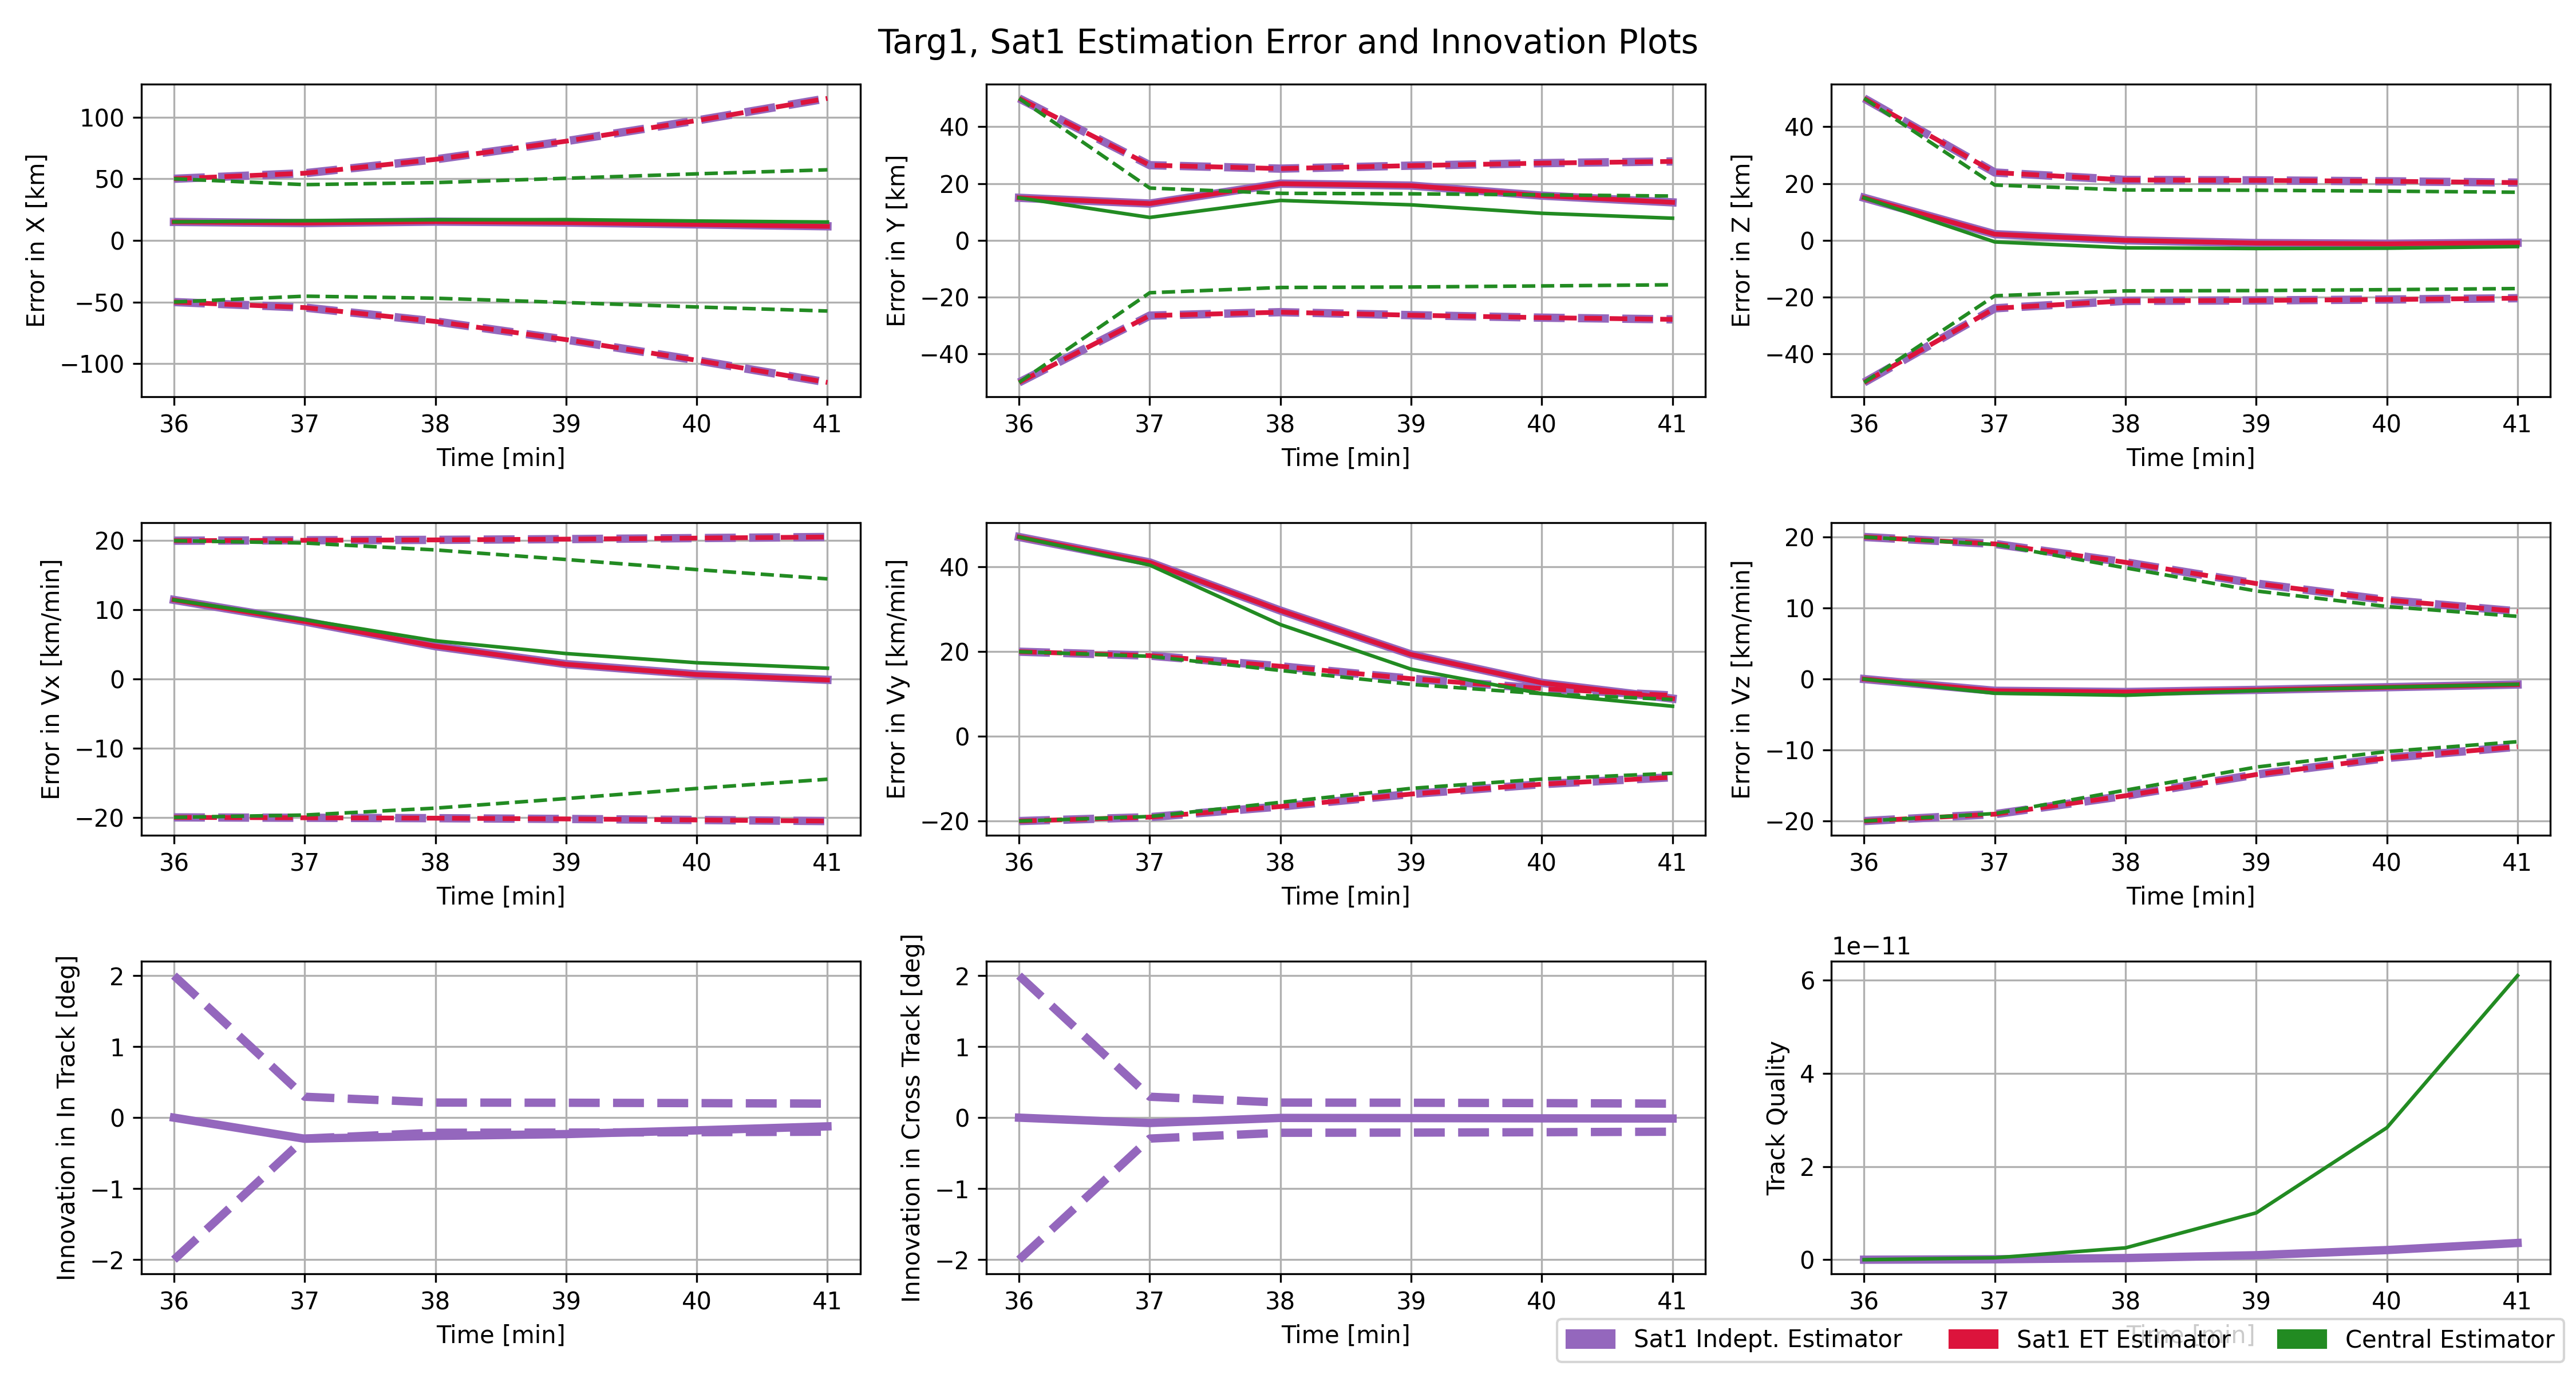 Targ1, Sat1 Estimation Error and Innovation Plots
Error in X [km]
100
50
0
−50
−100
36 37 38 39 40 41
Time [min]
Error in Y [km]
40
20
0
−20
−40
36 37 38 39 40 41
Time [min]
Error in Z [km]
40
20
0
−20
−40
36 37 38 39 40 41
Time [min]
Error in Vx [km/min]
20
10
0
−10
−20
36 37 38 39 40 41
Time [min]
Error in Vy [km/min]
40
20
0
−20
36 37 38 39 40 41
Time [min]
Error in Vz [km/min]
20
10
0
−10
−20
36 37 38 39 40 41
Time [min]
Innovation in In Track [deg]
2
1
0
−1
−2
36 37 38 39 40 41
Time [min]
Innovation in Cross Track [deg]
2
1
0
−1
−2
36 37 38 39 40 41
Time [min]
1e−11
Track Quality
6
4
2
0
36 37 38 39 40 41
Time [min]
Sat1 Indept. Estimator Sat1 ET Estimator Central Estimator